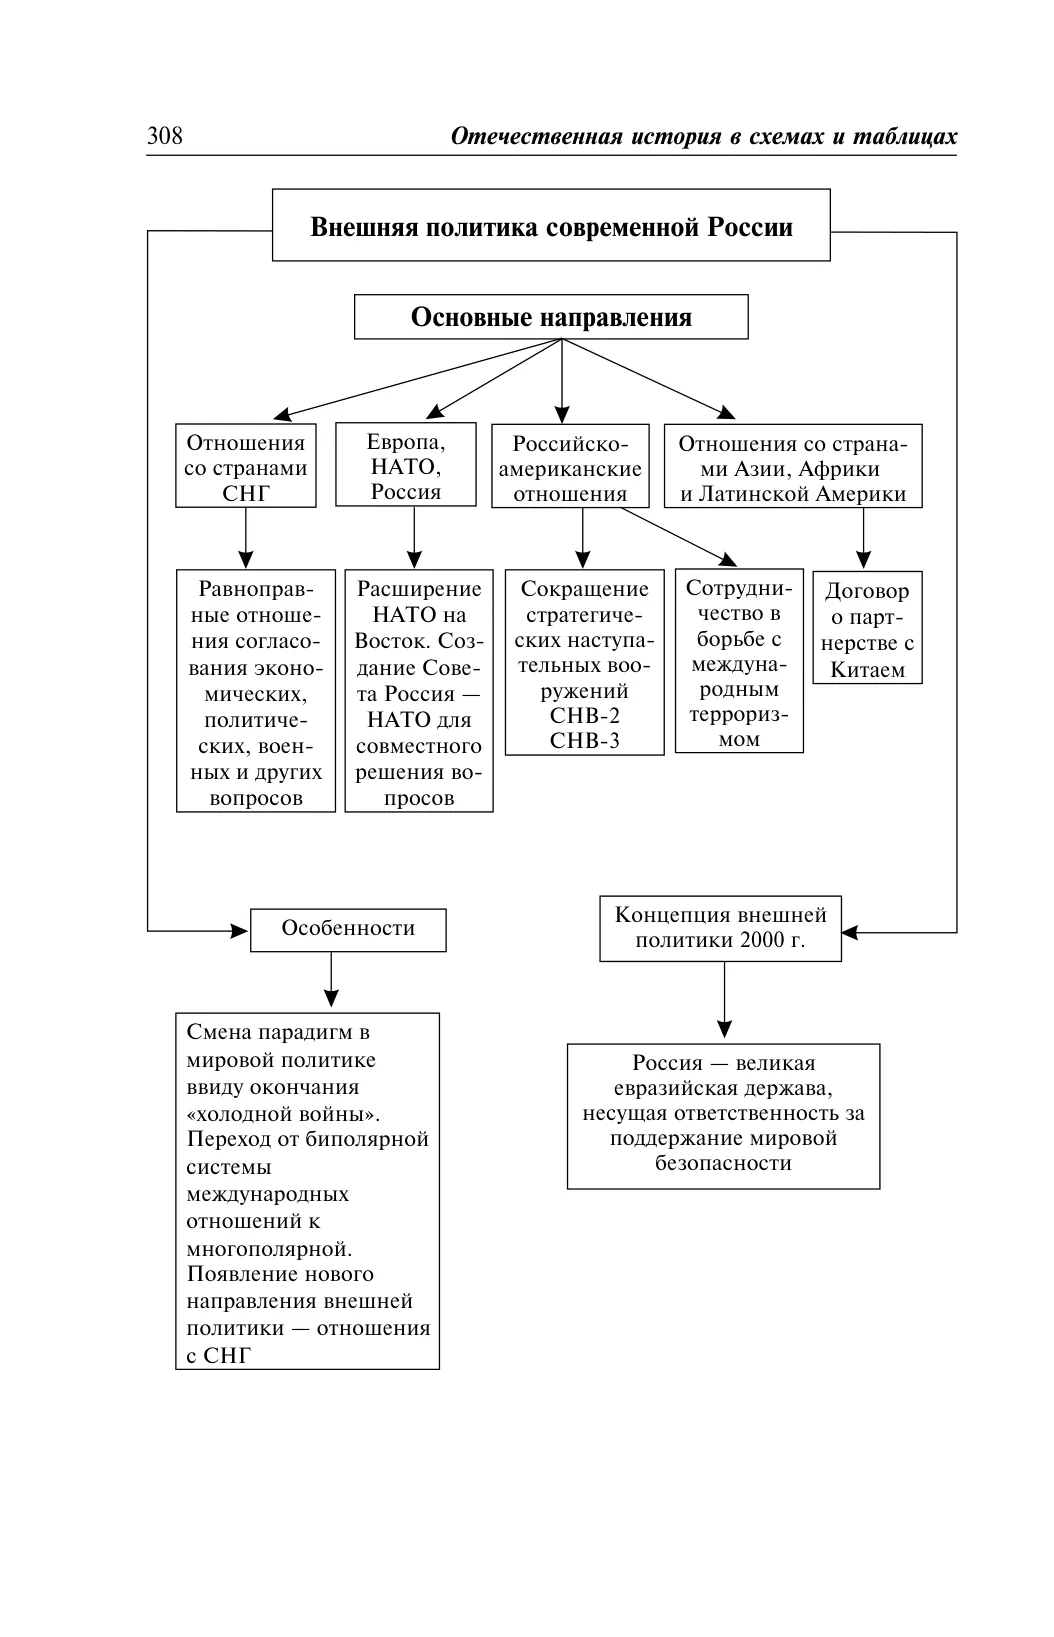 308
Отечественная история в схемах и таблицах
Внешняя политика современной России
Основные направления
Отношения
со странами
СНГ
Европа,
НАТО,
Россия
Российско-
американские
отношения
Отношения со страна-
ми Азии, Африки
и Латинской Америки
Равноправ-
ные отноше-
ния согласо-
вания эконо-
мических,
политиче-
ских, воен-
ных и других
вопросов
Расширение
НАТО на
Восток. Соз-
дание Сове-
та Россия —
НАТО для
совместного
решения во-
просов
Сокращение
стратегиче-
ских наступа-
тельных воо-
ружений
СНВ-2
СНВ-3
Сотрудни-
чество в
борьбе с
междуна-
родным
террориз-
мом
Договор
о парт-
нерстве с
Китаем
Особенности
Концепция внешней
политики 2000 г.
Смена парадигм в
мировой политике
ввиду окончания
«холодной войны».
Переход от биполярной
системы
международных
отношений к
многополярной.
Появление нового
направления внешней
политики — отношения
с СНГ
Россия — великая
евразийская держава,
несущая ответственность за
поддержание мировой
безопасности